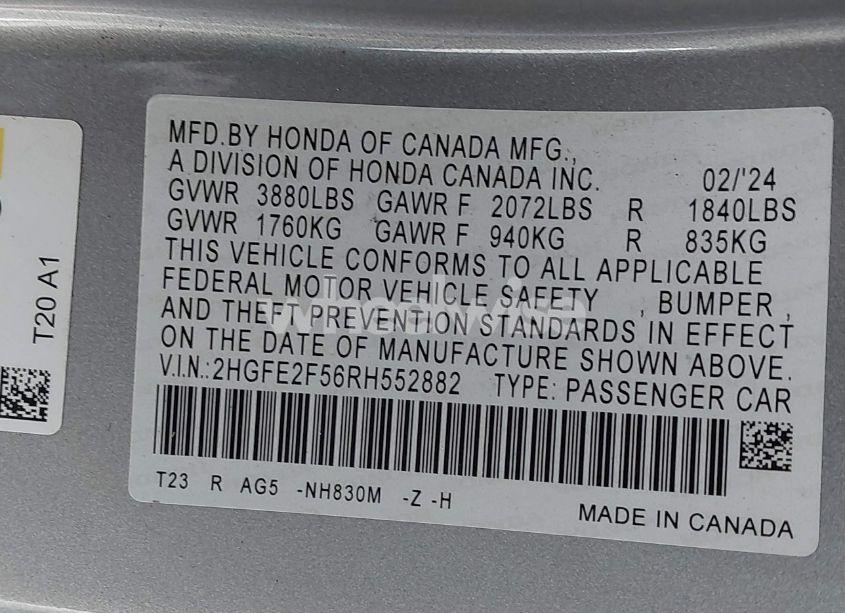 MFD.BY HONDA OF CANADA MFG.,
A DIVISION OF HONDA CANADA INC. 02/'24
GVWR 3880LBS GAWR F 2072LBS R 1840LBS
GVWR 1760KG GAWR F 940KG R 835KG
THIS VEHICLE CONFORMS TO ALL APPLICABLE
FEDERAL MOTOR VEHICLE SAFETY , BUMPER ,
AND THEFT PREVENTION STANDARDS IN EFFECT
ON THE DATE OF MANUFACTURE SHOWN ABOVE.
V.I.N.:2HGFE2F56RH552882 TYPE: PASSENGER CAR
T23 R AG5 -NH830M -Z -H
MADE IN CANADA
T20 A1
wheelwise